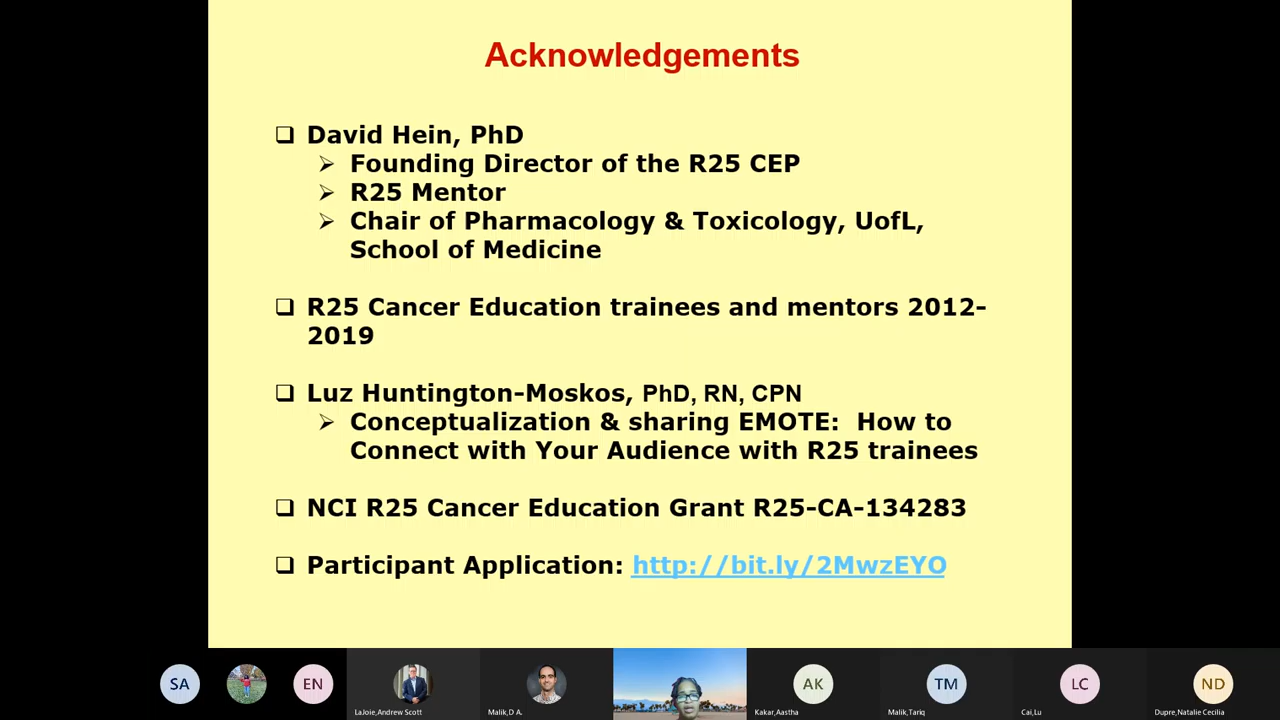 Acknowledgements
❑ David Hein, PhD
➢ Founding Director of the R25 CEP
➢ R25 Mentor
➢ Chair of Pharmacology & Toxicology, UofL,
School of Medicine
❑ R25 Cancer Education trainees and mentors 2012-
2019
❑ Luz Huntington-Moskos, PhD, RN, CPN
➢ Conceptualization & sharing EMOTE: How to
Connect with Your Audience with R25 trainees
❑ NCI R25 Cancer Education Grant R25-CA-134283
❑ Participant Application: http://bit.ly/2MwzEYO
SA EN AK TM LC ND
LaJoie,Andrew Scott Malik,D A. Kakar,Aastha Malik,Tariq Cai,Lu Dupre,Natalie Cecilia